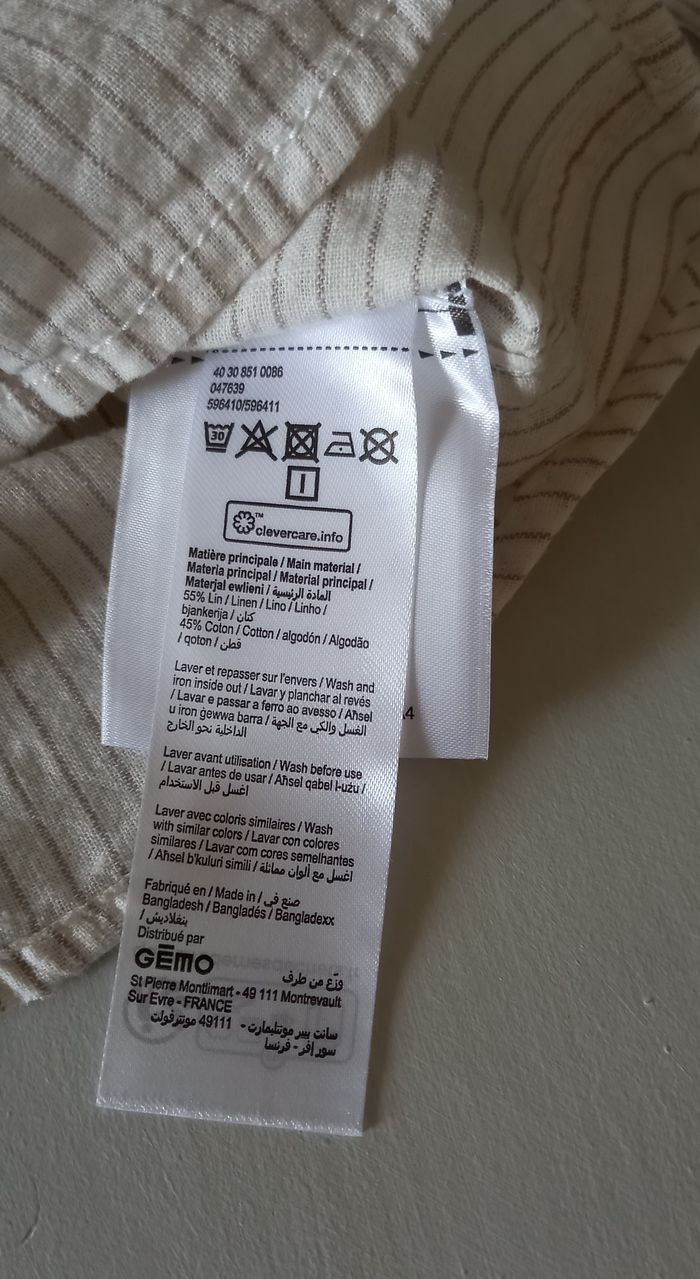 40 30 851 0086
047639
596410/596411
30
™
clevercare.info
Matière principale / Main material /
Materia principal / Material principal /
Materjal ewlieni / المادة الرئيسية
55% Lin / Linen / Lino / Linho /
bjankerija / كتان
45% Coton / Cotton / algodón / Algodão
/ qoton / قطن
Laver et repasser sur l'envers / Wash and
iron inside out / Lavar y planchar al revés
/ Lavar e passar a ferro ao avesso / Aħsel
u iron ġewwa barra / الغسل والكي مع الجهة
الداخلية نحو الخارج
Laver avant utilisation / Wash before use
/ Lavar antes de usar / Aħsel qabel l-użu /
اغسل قبل الاستخدام
Laver avec coloris similaires / Wash
with similar colors / Lavar con colores
similares / Lavar com cores semelhantes
/ Aħsel b'kuluri simili / اغسل مع ألوان مماثلة
Fabriqué en / Made in / صنع في
Bangladesh / Bangladés / Bangladexx
/ بنغلاديش
Distribué par
GĒMO وزّع من طرف
St Pierre Montlimart - 49 111 Montrevault
Sur Evre - FRANCE
سانت بيير مونتليمارت - 49111 مونترفولت
سور إفر - فرنسا